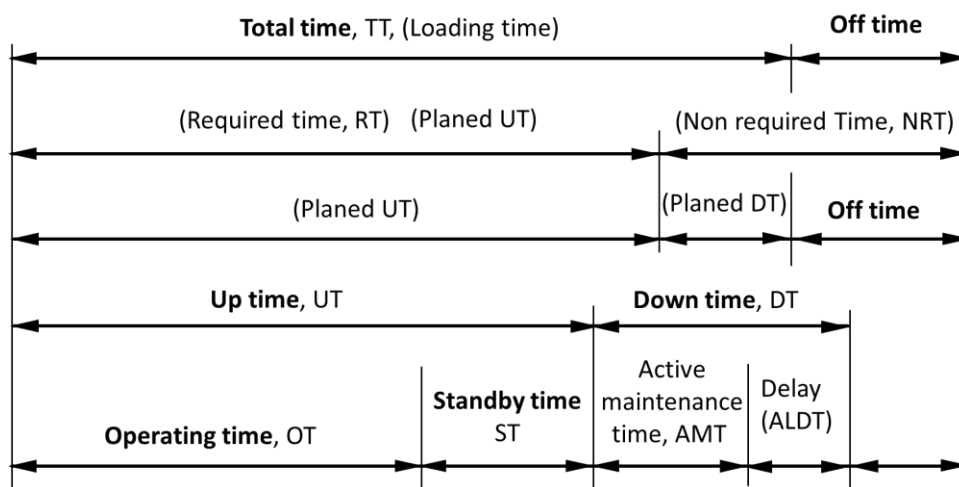 Total time, TT, (Loading time)
Off time
(Required time, RT) (Planed UT)
(Non required Time, NRT)
(Planed UT)
(Planed DT)
Off time
Up time, UT
Down time, DT
Operating time, OT
Standby time
ST
Active
maintenance
time, AMT
Delay
(ALDT)